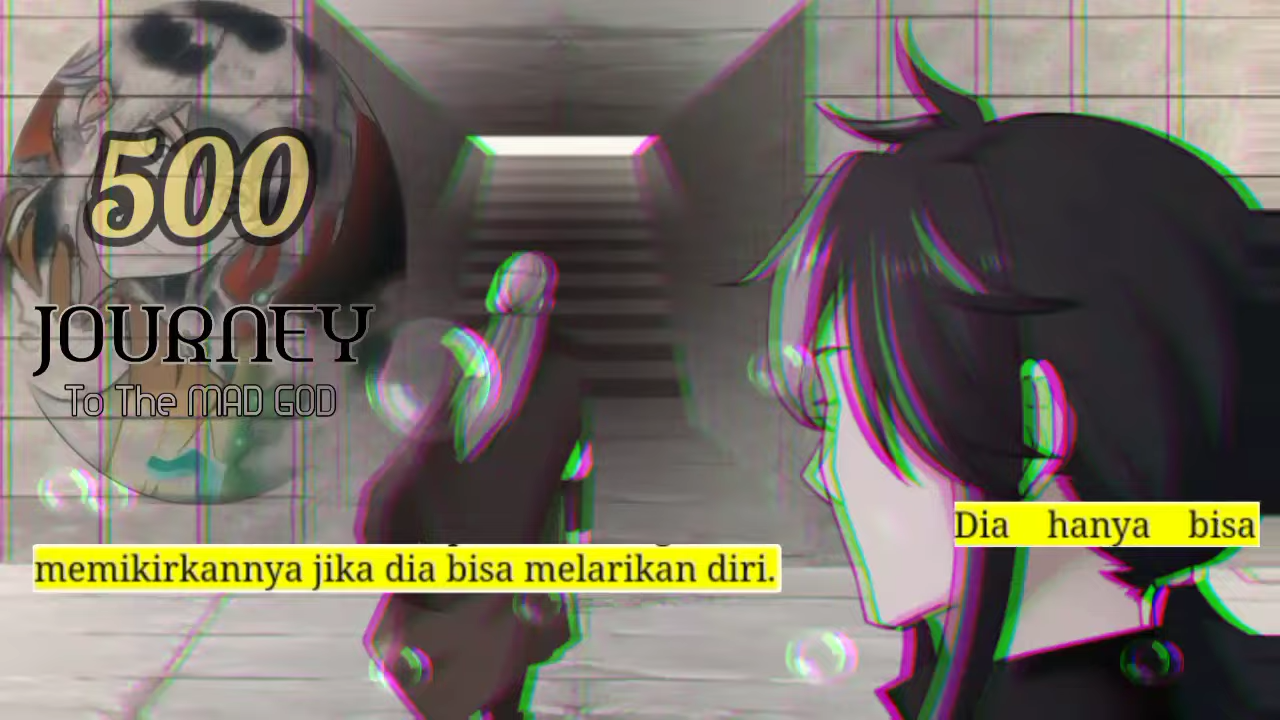 500
JOURNEY
To The MAD GOD
Dia hanya bisa
memikirkannya jika dia bisa melarikan diri.